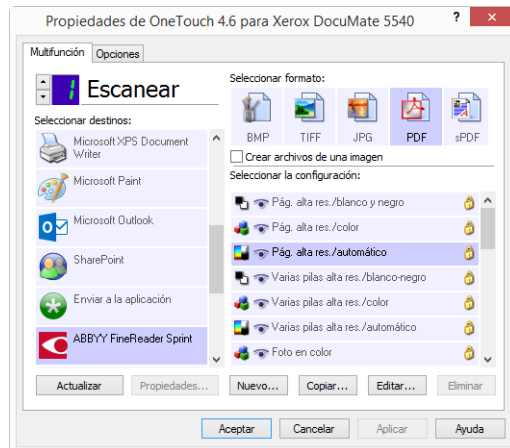 Propiedades de OneTouch 4.6 para Xerox DocuMate 5540
?
×
Multifunción
Opciones
1
Escanear
Seleccionar destinos:
Microsoft XPS Document
Writer
Microsoft Paint
Microsoft Outlook
SharePoint
Enviar a la aplicación
ABBYY FineReader Sprint
Actualizar
Propiedades...
Seleccionar formato:
BMP
TIFF
JPG
PDF
sPDF
Crear archivos de una imagen
Seleccionar la configuración:
Pág. alta res./blanco y negro
Pág. alta res./color
Pág. alta res./automático
Varias pilas alta res./blanco-negro
Varias pilas alta res./color
Varias pilas alta res./automático
Foto en color
Nuevo...
Copiar...
Editar...
Eliminar
Aceptar
Cancelar
Aplicar
Ayuda